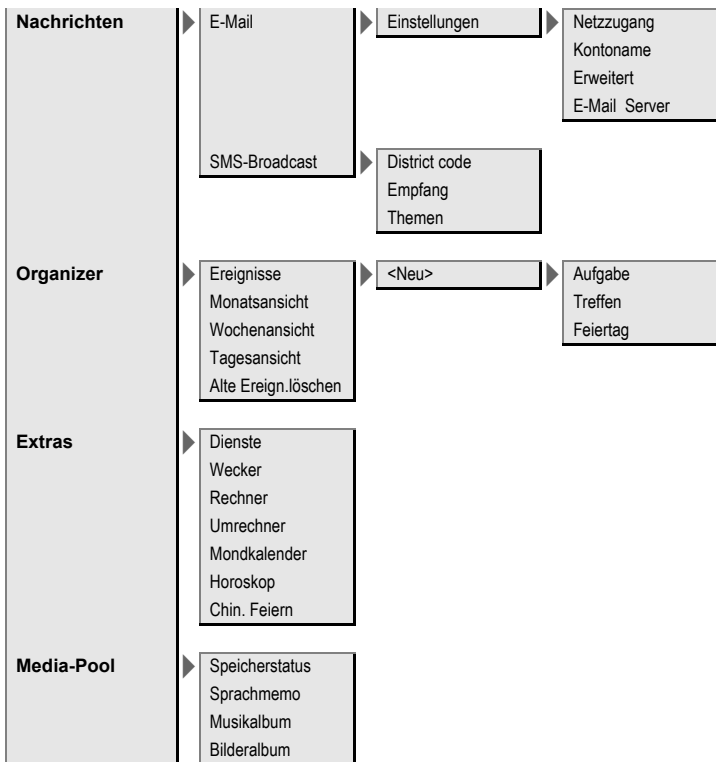 Nachrichten
E-Mail
Einstellungen
Netzzugang
Kontoname
Erweitert
E-Mail Server
SMS-Broadcast
District code
Empfang
Themen
Organizer
Ereignisse
Monatsansicht
Wochenansicht
Tagesansicht
Alte Ereign.löschen
<Neu>
Aufgabe
Treffen
Feiertag
Extras
Dienste
Wecker
Rechner
Umrechner
Mondkalender
Horoskop
Chin. Feiern
Media-Pool
Speicherstatus
Sprachmemo
Musikalbum
Bilderalbum